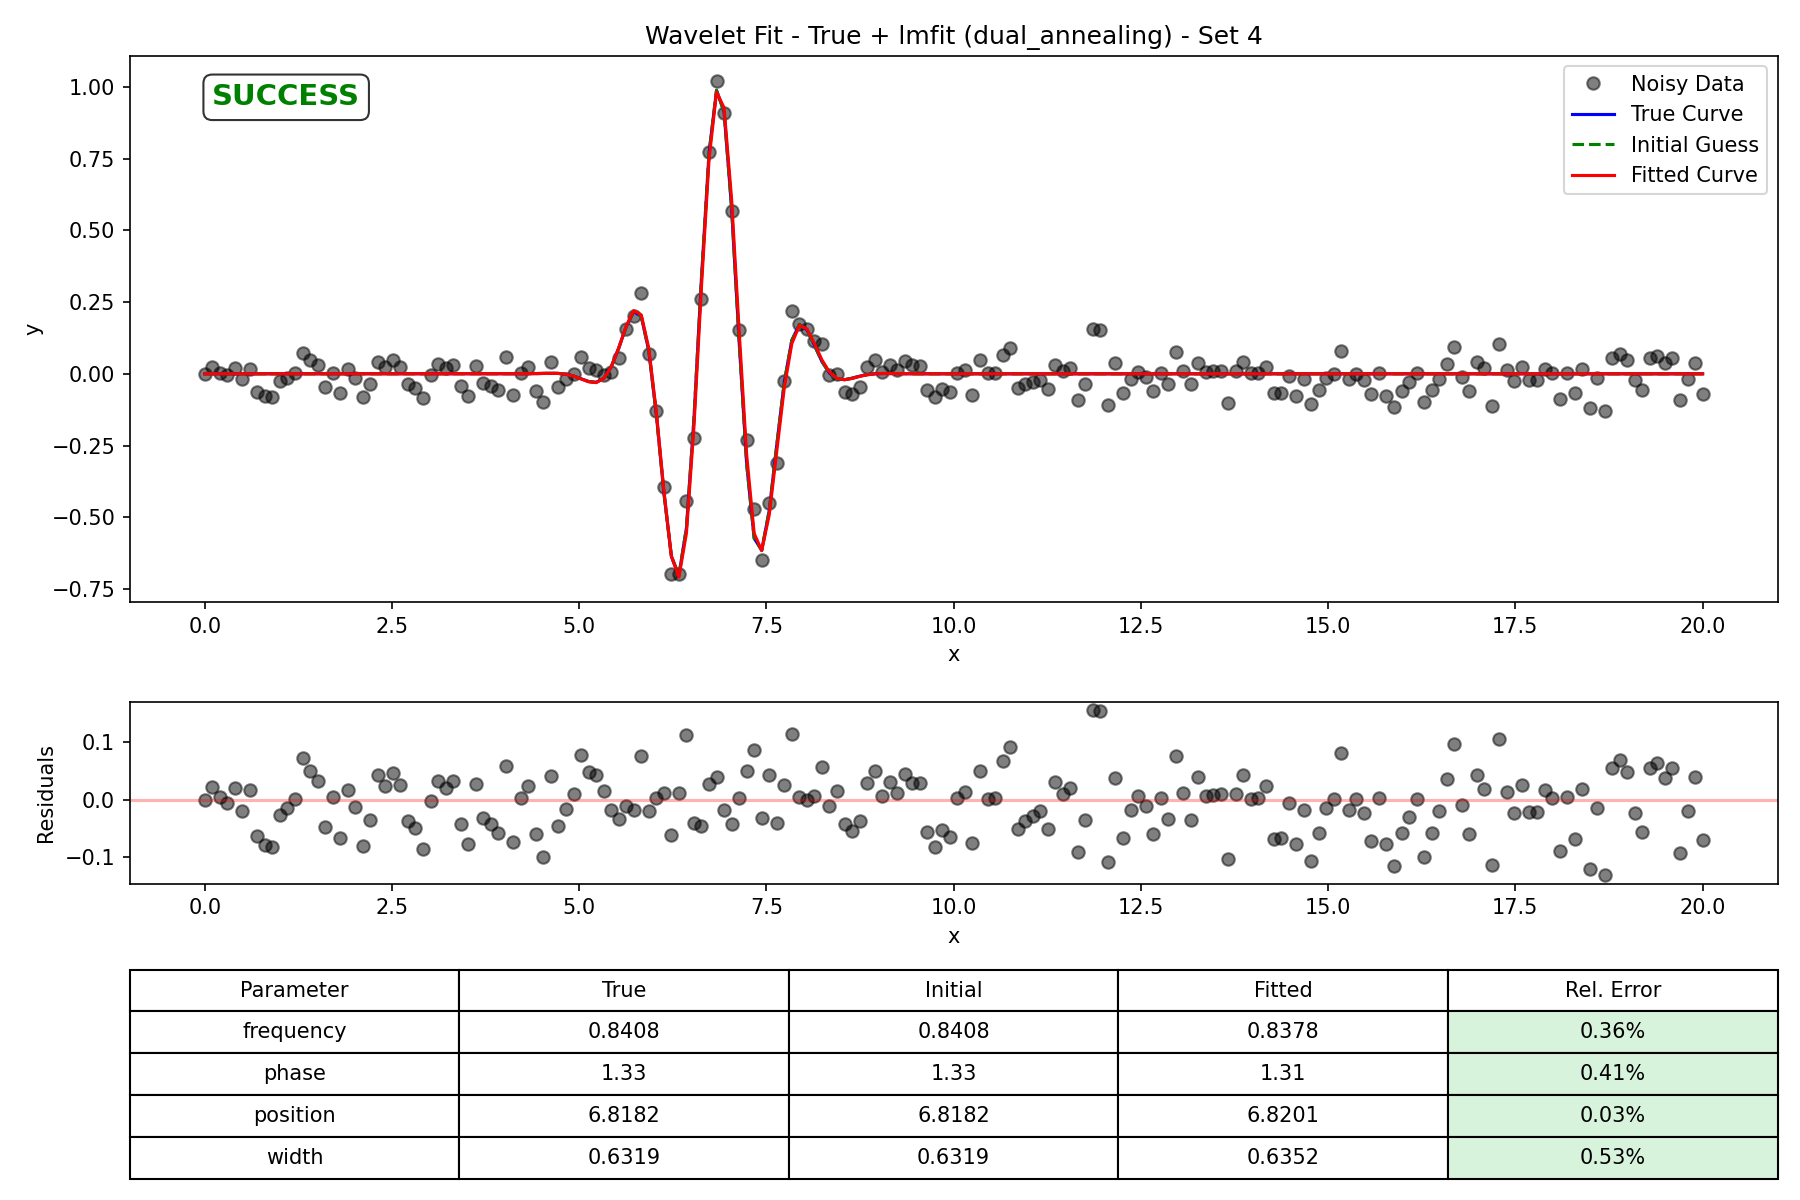 Wavelet Fit - True + lmfit (dual_annealing) - Set 4
SUCCESS
Noisy Data
True Curve
Initial Guess
Fitted Curve
y
1.00
0.75
0.50
0.25
0.00
−0.25
−0.50
−0.75
0.0 2.5 5.0 7.5 10.0 12.5 15.0 17.5 20.0
x
Residuals
0.1
0.0
−0.1
0.0 2.5 5.0 7.5 10.0 12.5 15.0 17.5 20.0
x
Parameter True Initial Fitted Rel. Error
frequency 0.8408 0.8408 0.8378 0.36%
phase 1.33 1.33 1.31 0.41%
position 6.8182 6.8182 6.8201 0.03%
width 0.6319 0.6319 0.6352 0.53%